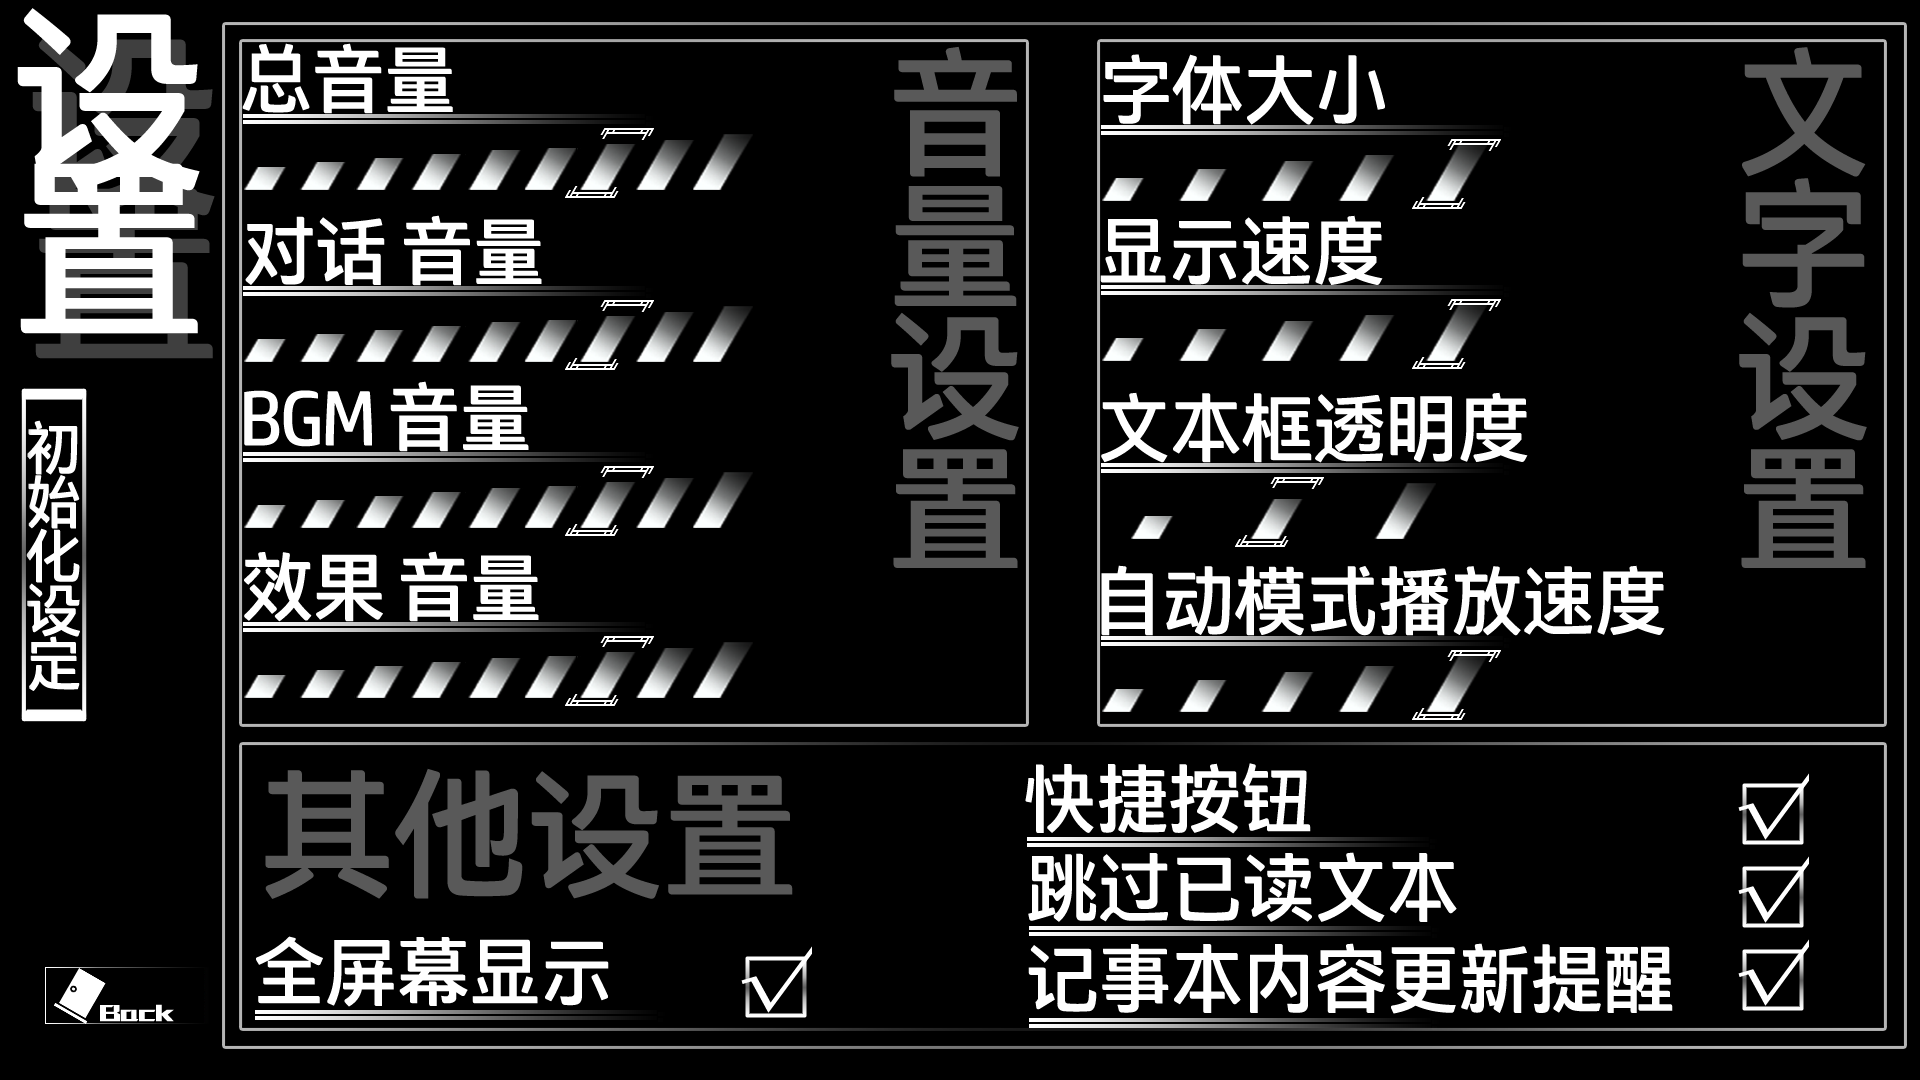 设置
初始化设定
Back
音量设置
总音量
对话 音量
BGM 音量
效果 音量
文字设置
字体大小
显示速度
文本框透明度
自动模式播放速度
其他设置
全屏幕显示
快捷按钮
跳过已读文本
记事本内容更新提醒